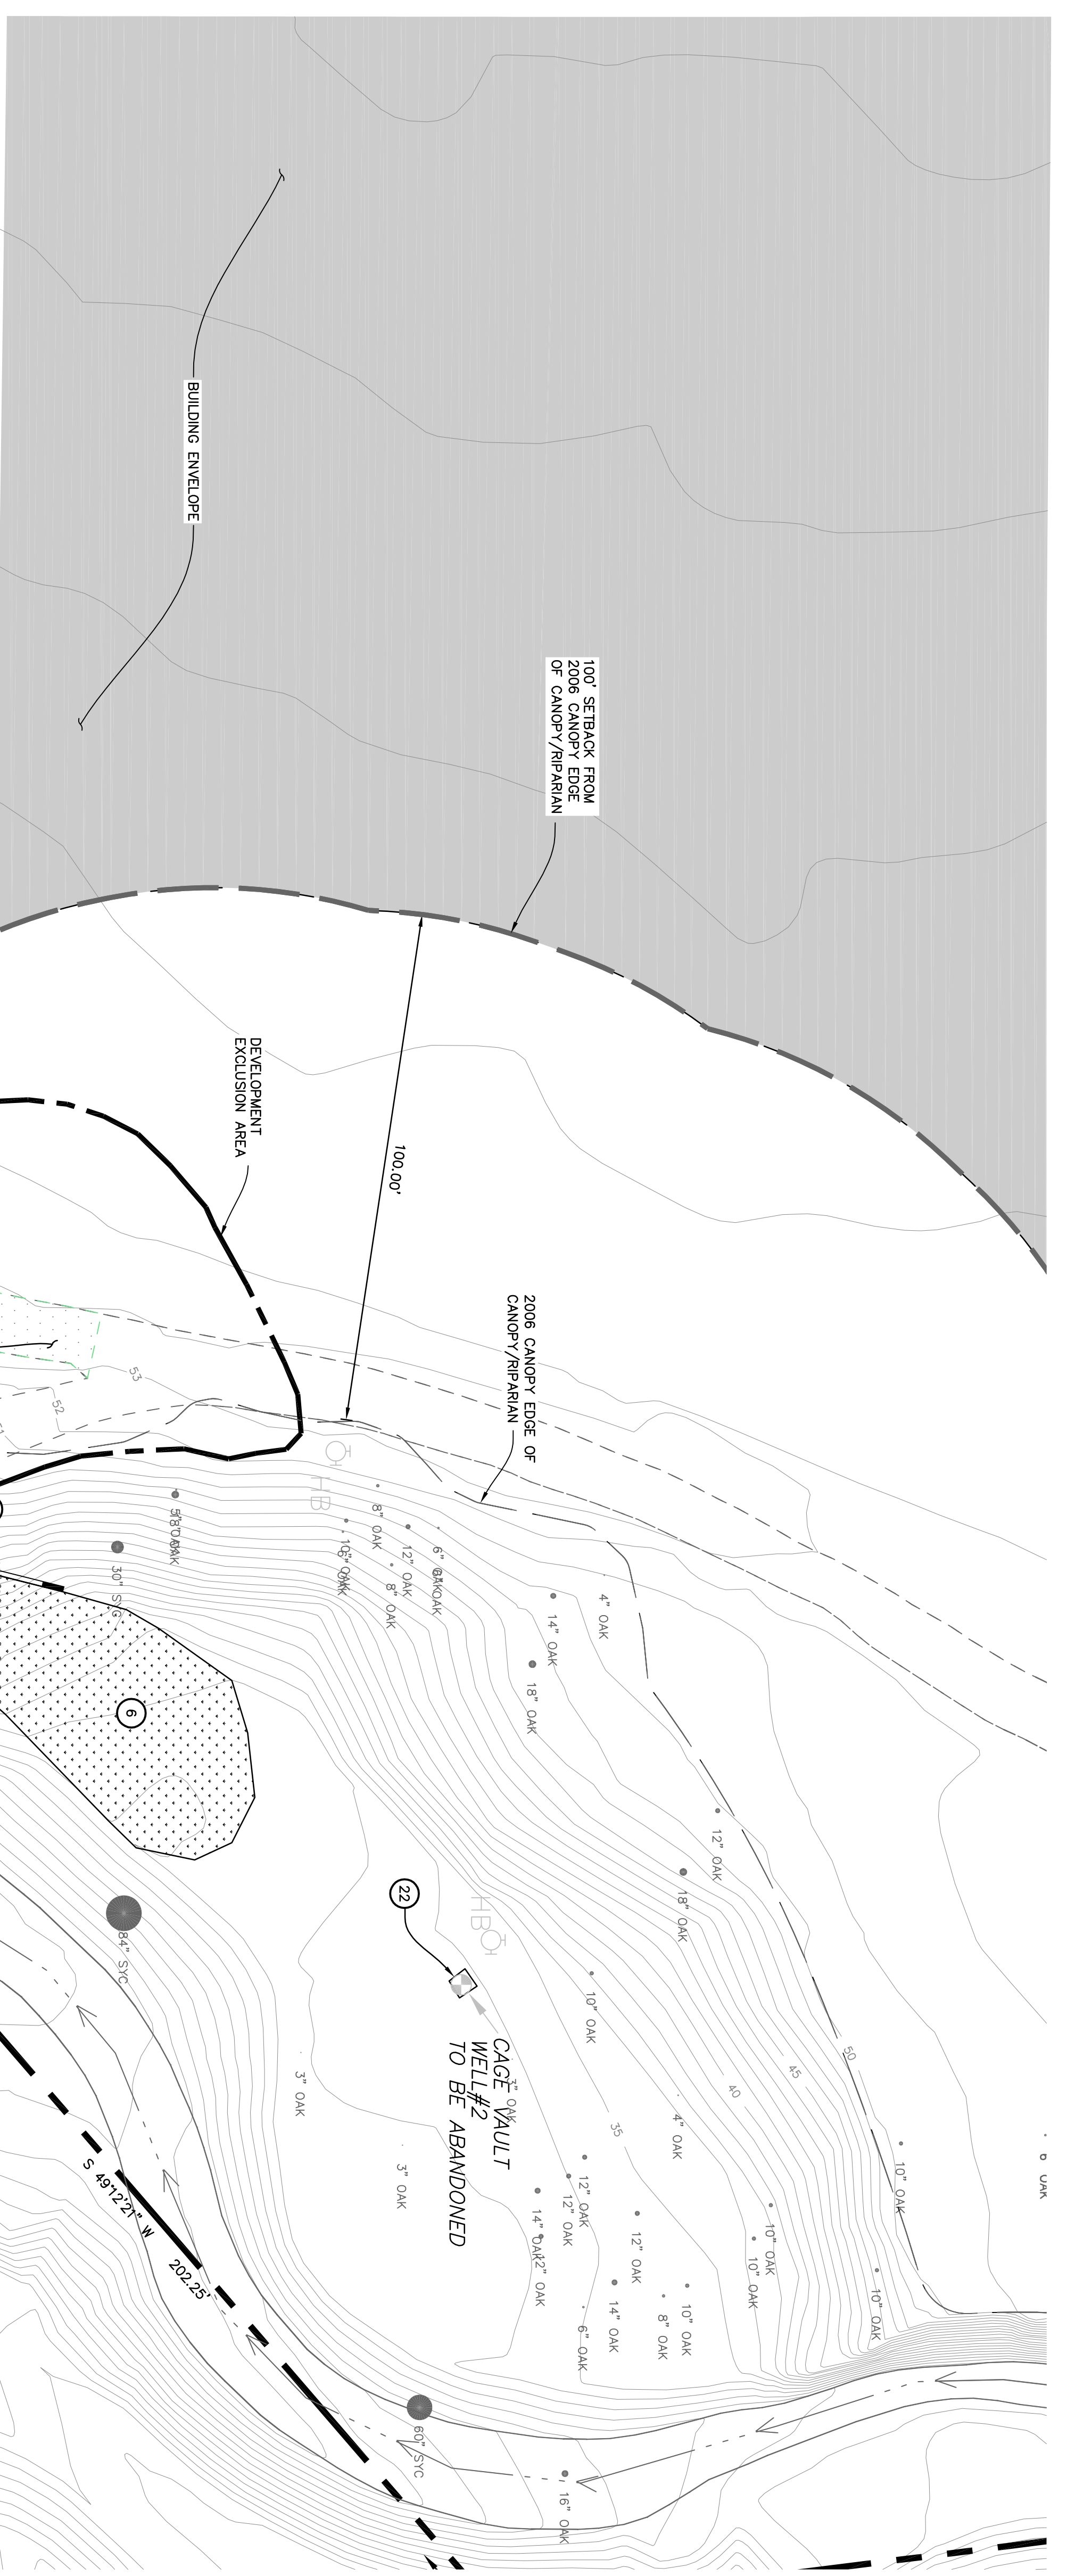 BUILDING ENVELOPE
100' SETBACK FROM
2006 CANOPY EDGE
OF CANOPY/RIPARIAN
DEVELOPMENT
EXCLUSION AREA
100.00'
2006 CANOPY EDGE OF
CANOPY/RIPARIAN
53
52
HB
8" OAK
12" OAK
8" OAK
14" OAK
4" OAK
18" OAK
30" SYC
6
12" OAK
18" OAK
22
HB
84" SYC
10" OAK
CAGE VAULT
WELL#2
TO BE ABANDONED
3" OAK
3" OAK
3" OAK
50
45
40
35
4" OAK
6" OAK
10" OAK
12" OAK
12" OAK
14" OAK
12" OAK
12" OAK
10" OAK
10" OAK
10" OAK
14" OAK
8" OAK
10" OAK
6" OAK
S 49°12'21" W
202.25'
60" SYC
16" OAK